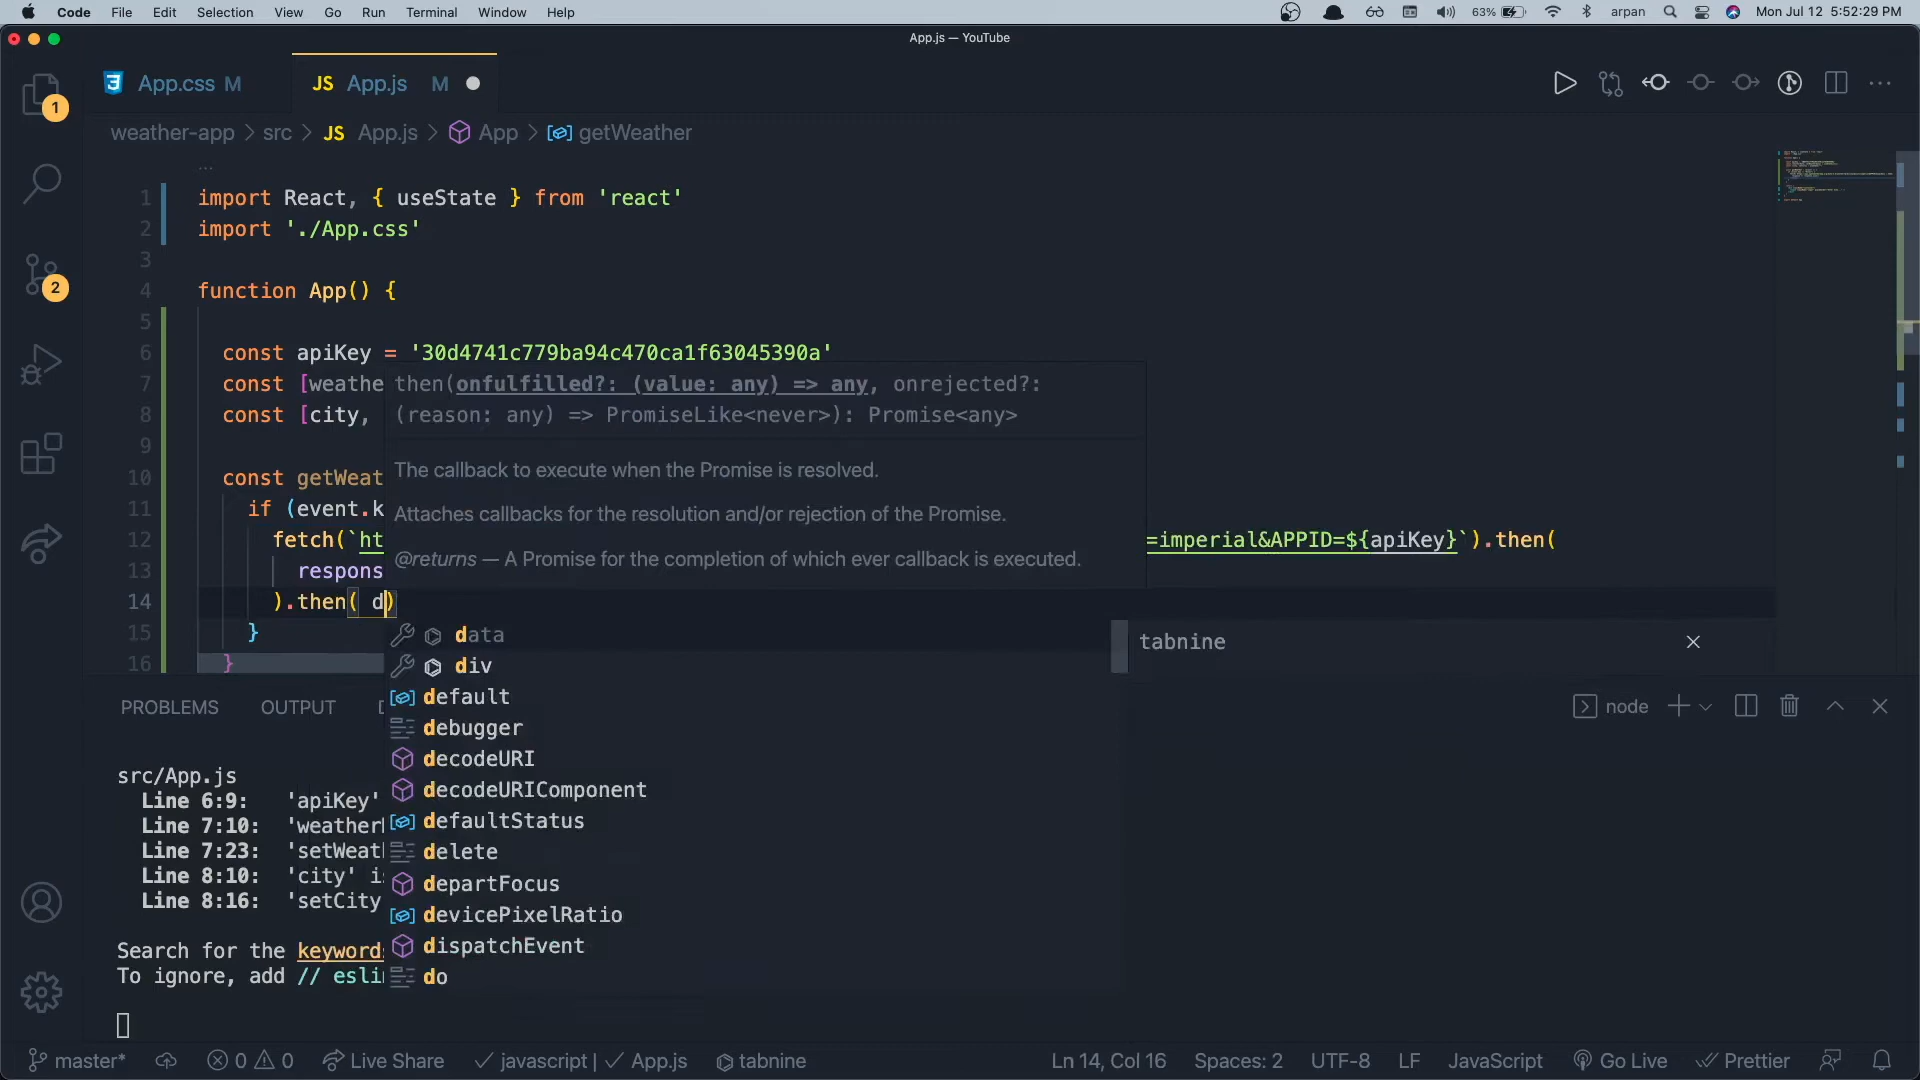 Code File Edit Selection View Go Run Terminal Window Help 63% arpan Mon Jul 12 5:52:29 PM
App.js — YouTube
App.css M JS App.js M
1
weather-app > src > JS App.js > App > getWeather
...
1 import React, { useState } from 'react'
2 import './App.css'
3
2
4 function App() {
5
6 const apiKey = '30d4741c779ba94c470ca1f63045390a'
7 const [weathe
then(onfulfilled?: (value: any) => any, onrejected?:
8 const [city,
(reason: any) => PromiseLike<never>): Promise<any>
9
The callback to execute when the Promise is resolved.
10 const getWeat
11 if (event.k
Attaches callbacks for the resolution and/or rejection of the Promise.
12 fetch(`ht
=imperial&APPID=${apiKey}`).then(
@returns — A Promise for the completion of which ever callback is executed.
13 respons
14 ).then( d)
15 }
16 }
data
div
default
debugger
decodeURI
decodeURIComponent
defaultStatus
delete
departFocus
devicePixelRatio
dispatchEvent
do
tabnine
PROBLEMS OUTPUT
node
src/App.js
Line 6:9: 'apiKey'
Line 7:10: 'weather
Line 7:23: 'setWeat
Line 8:10: 'city' i
Line 8:16: 'setCity
Search for the keyword
To ignore, add // esli
master* 0 0 Live Share javascript | App.js tabnine Ln 14, Col 16 Spaces: 2 UTF-8 LF JavaScript Go Live Prettier